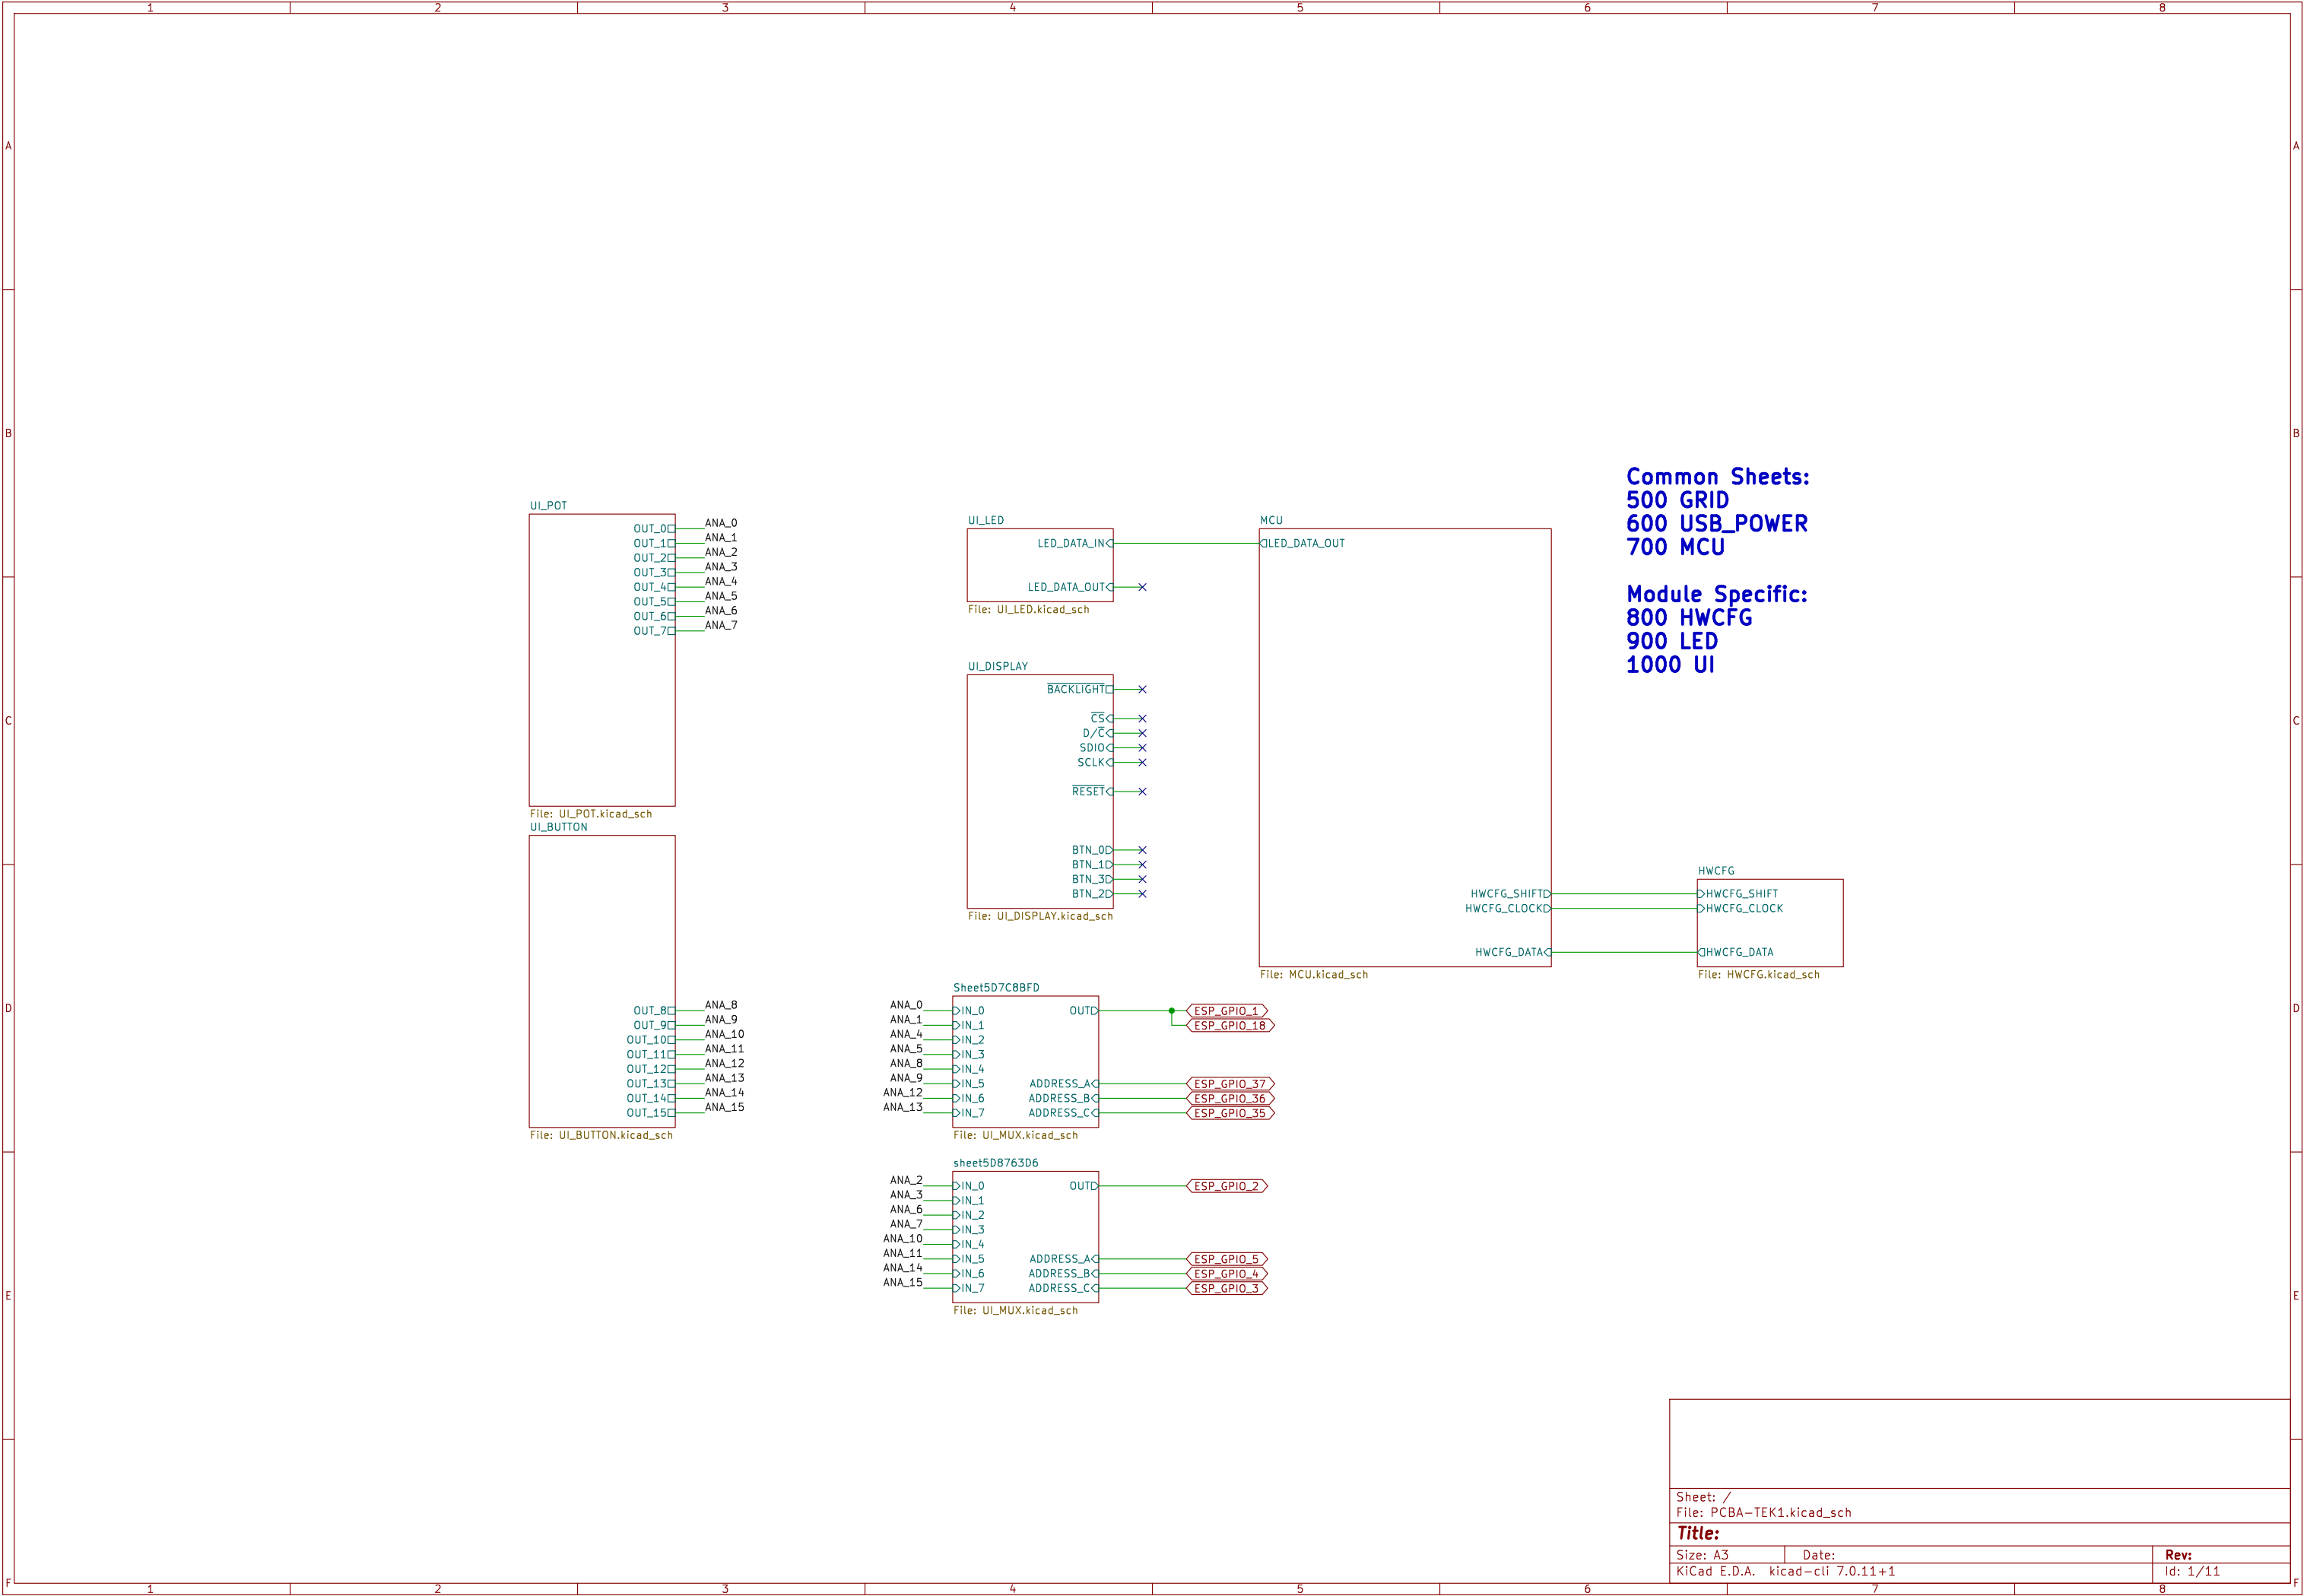 1 2 3 4 5 6 7 8
A A
B B
C C
D D
E E
F F
Common Sheets:
500 GRID
600 USB_POWER
700 MCU
Module Specific:
800 HWCFG
900 LED
1000 UI
UI_POT
OUT_0 ANA_0
OUT_1 ANA_1
OUT_2 ANA_2
OUT_3 ANA_3
OUT_4 ANA_4
OUT_5 ANA_5
OUT_6 ANA_6
OUT_7 ANA_7
File: UI_POT.kicad_sch
UI_BUTTON
OUT_8 ANA_8
OUT_9 ANA_9
OUT_10 ANA_10
OUT_11 ANA_11
OUT_12 ANA_12
OUT_13 ANA_13
OUT_14 ANA_14
OUT_15 ANA_15
File: UI_BUTTON.kicad_sch
UI_LED
LED_DATA_IN
LED_DATA_OUT
File: UI_LED.kicad_sch
UI_DISPLAY
BACKLIGHT
CS
D/C
SDIO
SCLK
RESET
BTN_0
BTN_1
BTN_3
BTN_2
File: UI_DISPLAY.kicad_sch
MCU
LED_DATA_OUT
HWCFG_SHIFT
HWCFG_CLOCK
HWCFG_DATA
File: MCU.kicad_sch
HWCFG
HWCFG_SHIFT
HWCFG_CLOCK
HWCFG_DATA
File: HWCFG.kicad_sch
Sheet5D7C8BFD
ANA_0 IN_0 OUT ESP_GPIO_1
ANA_1 IN_1 ESP_GPIO_18
ANA_4 IN_2
ANA_5 IN_3
ANA_8 IN_4
ANA_9 IN_5 ADDRESS_A ESP_GPIO_37
ANA_12 IN_6 ADDRESS_B ESP_GPIO_36
ANA_13 IN_7 ADDRESS_C ESP_GPIO_35
File: UI_MUX.kicad_sch
sheet5D8763D6
ANA_2 IN_0 OUT ESP_GPIO_2
ANA_3 IN_1
ANA_6 IN_2
ANA_7 IN_3
ANA_10 IN_4
ANA_11 IN_5 ADDRESS_A ESP_GPIO_5
ANA_14 IN_6 ADDRESS_B ESP_GPIO_4
ANA_15 IN_7 ADDRESS_C ESP_GPIO_3
File: UI_MUX.kicad_sch
Sheet: /
File: PCBA-TEK1.kicad_sch
Title:
Size: A3 Date: Rev:
KiCad E.D.A. kicad-cli 7.0.11+1 Id: 1/11
1 2 3 4 5 6 7 8